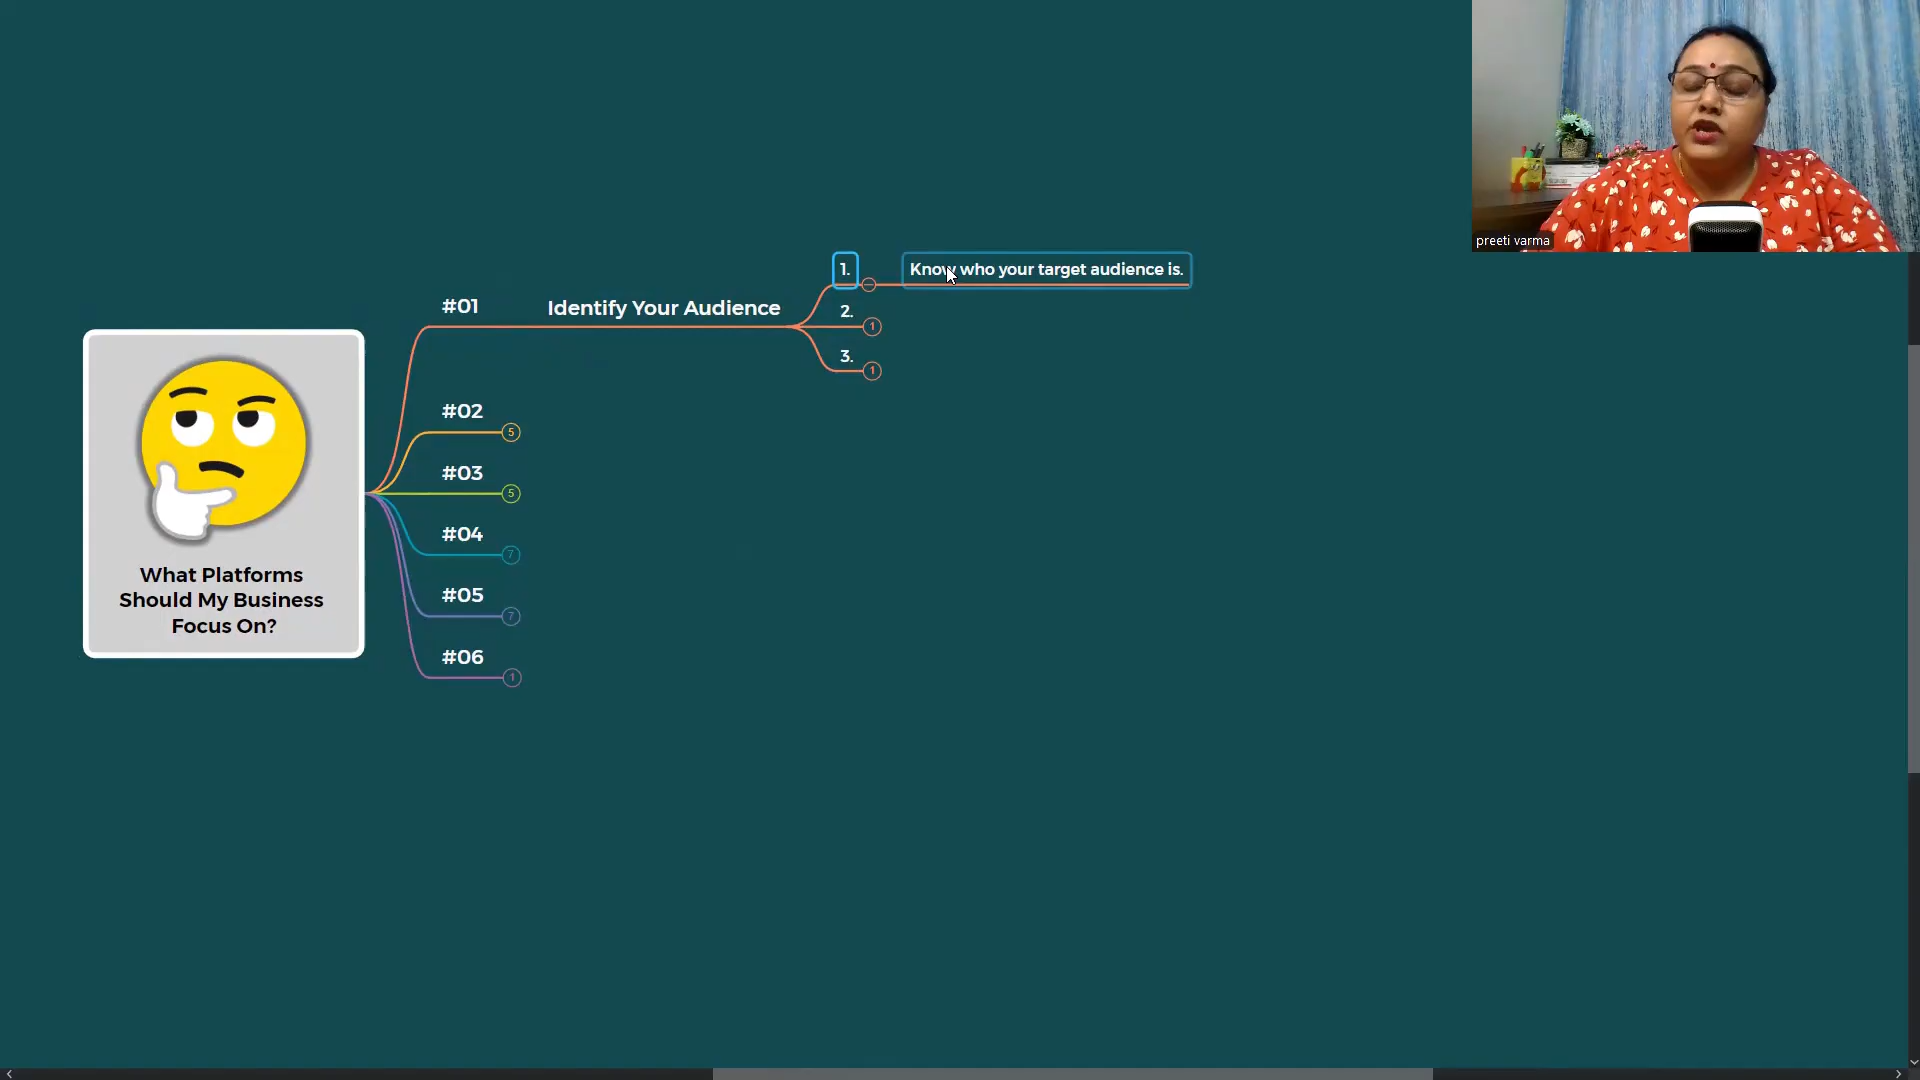 preeti varma
1.
Know who your target audience is.
#01
Identify Your Audience
2.
1
3.
1
#02
5
#03
5
#04
7
#05
7
#06
1
What Platforms
Should My Business
Focus On?